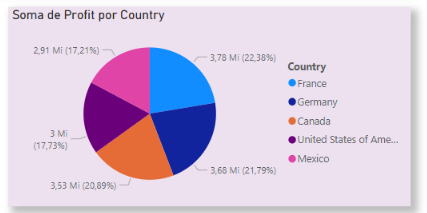 Soma de Profit por Country
2,91 Mi (17,21%)
3,78 Mi (22,38%)
Country
France
Germany
Canada
United States of Ame...
Mexico
3 Mi
(17,73%)
3,53 Mi (20,89%)
3,68 Mi (21,79%)